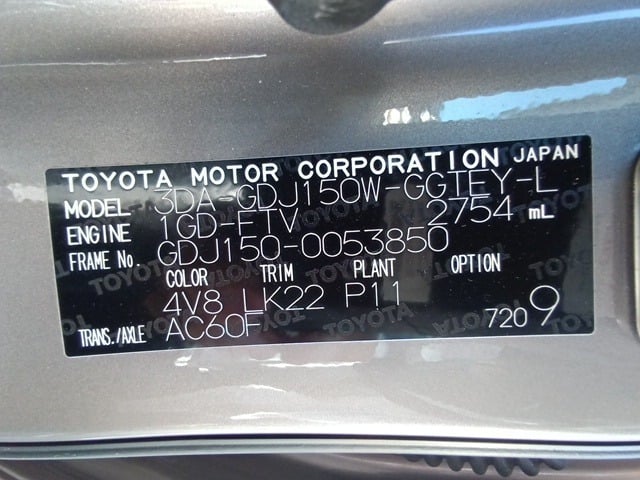 TOYOTA MOTOR CORPORATION JAPAN
MODEL 3DA-GDJ150W-GGTEY-L
ENGINE 1GD-FTV 2754 mL
FRAME No. GDJ150-0053850
COLOR TRIM PLANT OPTION
4V8 LK22 P11
TRANS./AXLE AC60F 720 9